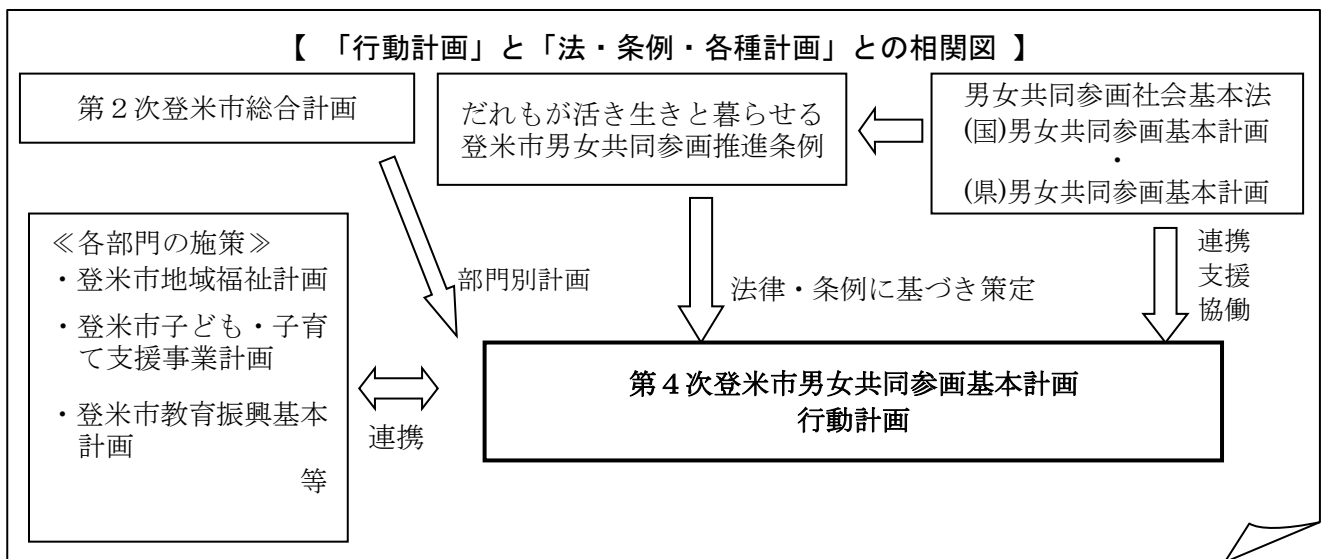 【 「行動計画」と「法・条例・各種計画」との相関図 】
第2次登米市総合計画
だれもが活き生きと暮らせる
登米市男女共同参画推進条例
男女共同参画社会基本法
(国)男女共同参画基本計画
・
(県)男女共同参画基本計画
≪各部門の施策≫
・登米市地域福祉計画
・登米市子ども・子育
て支援事業計画
・登米市教育振興基本
計画
等
部門別計画
法律・条例に基づき策定
連携
支援
協働
連携
第4次登米市男女共同参画基本計画
行動計画